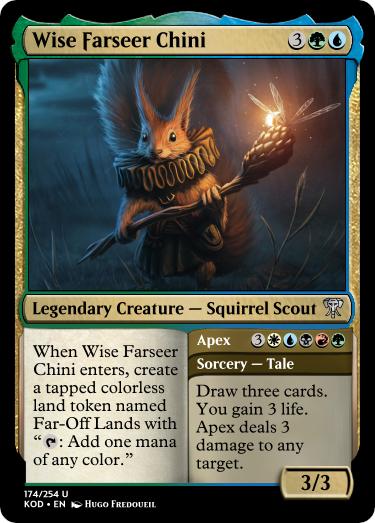 Wise Farseer Chini 3
Legendary Creature — Squirrel Scout
When Wise Farseer
Chini enters, create
a tapped colorless
land token named
Far-Off Lands with
“: Add one mana
of any color.”
Apex 3
Sorcery — Tale
Draw three cards.
You gain 3 life.
Apex deals 3
damage to any
target.
3/3
174/254 U
KOD • EN Hugo Fredoueil